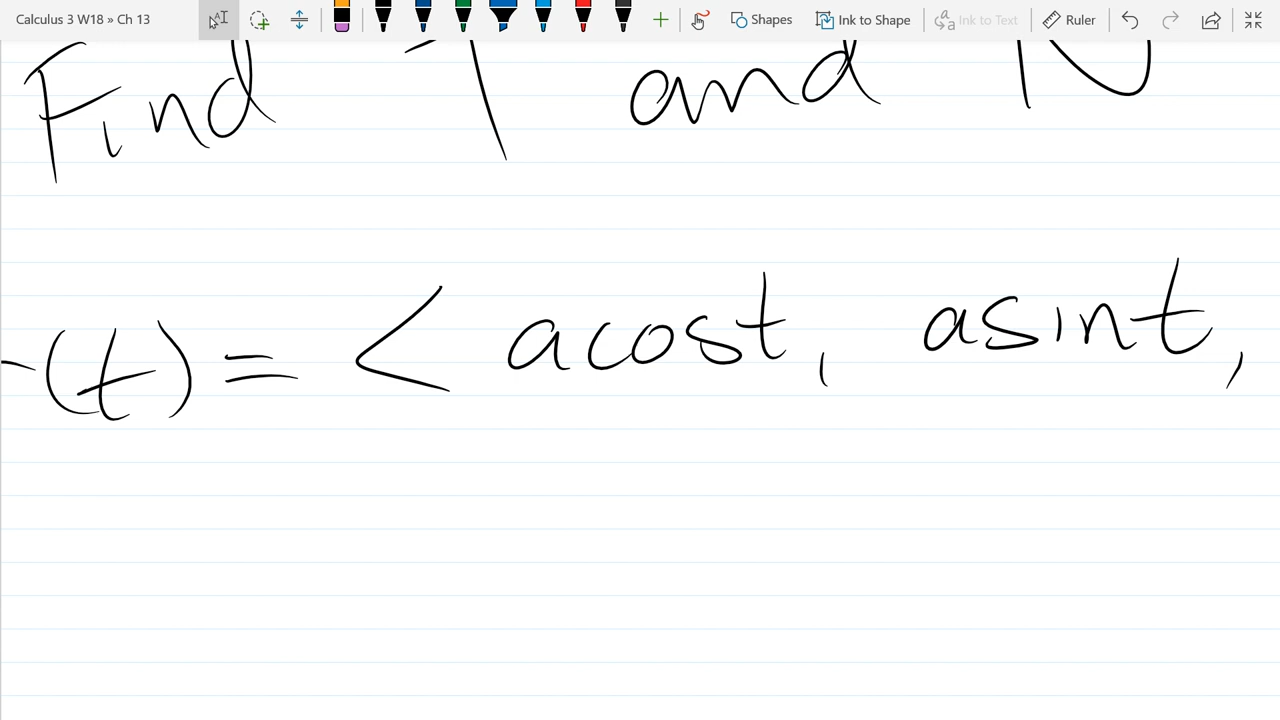 Calculus 3 W18 » Ch 13
Shapes Ink to Shape Ink to Text Ruler
Find T and N
(t) = < acost, asint,